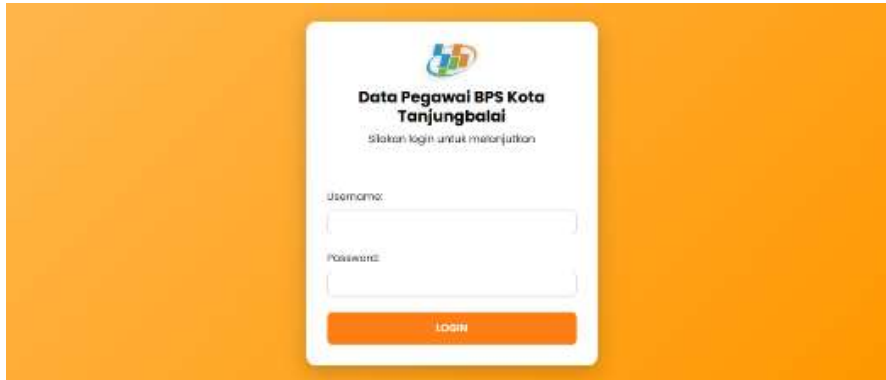 Data Pegawai BPS Kota
Tanjungbalai
Silakan login untuk melanjutkan
Username:
Password:
LOGIN